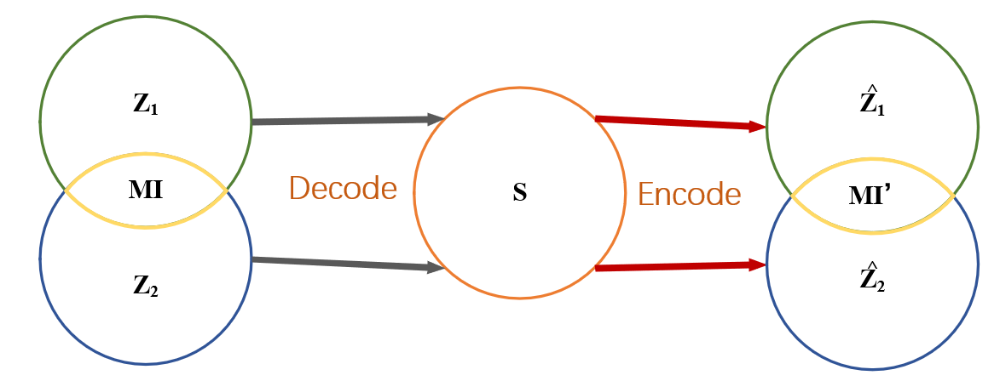 Z₁
MI
Z₂
Decode
S
Encode
Ẑ₁
MI’
Ẑ₂